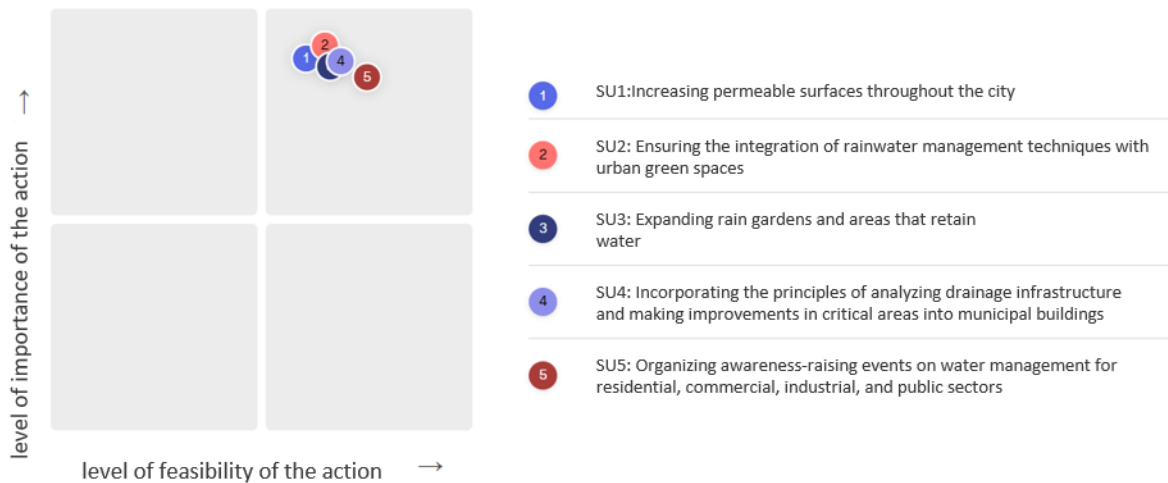 level of importance of the action →
1
2
4
5
level of feasibility of the action →
1 SU1:Increasing permeable surfaces throughout the city
2 SU2: Ensuring the integration of rainwater management techniques with
urban green spaces
3 SU3: Expanding rain gardens and areas that retain
water
4 SU4: Incorporating the principles of analyzing drainage infrastructure
and making improvements in critical areas into municipal buildings
5 SU5: Organizing awareness-raising events on water management for
residential, commercial, industrial, and public sectors